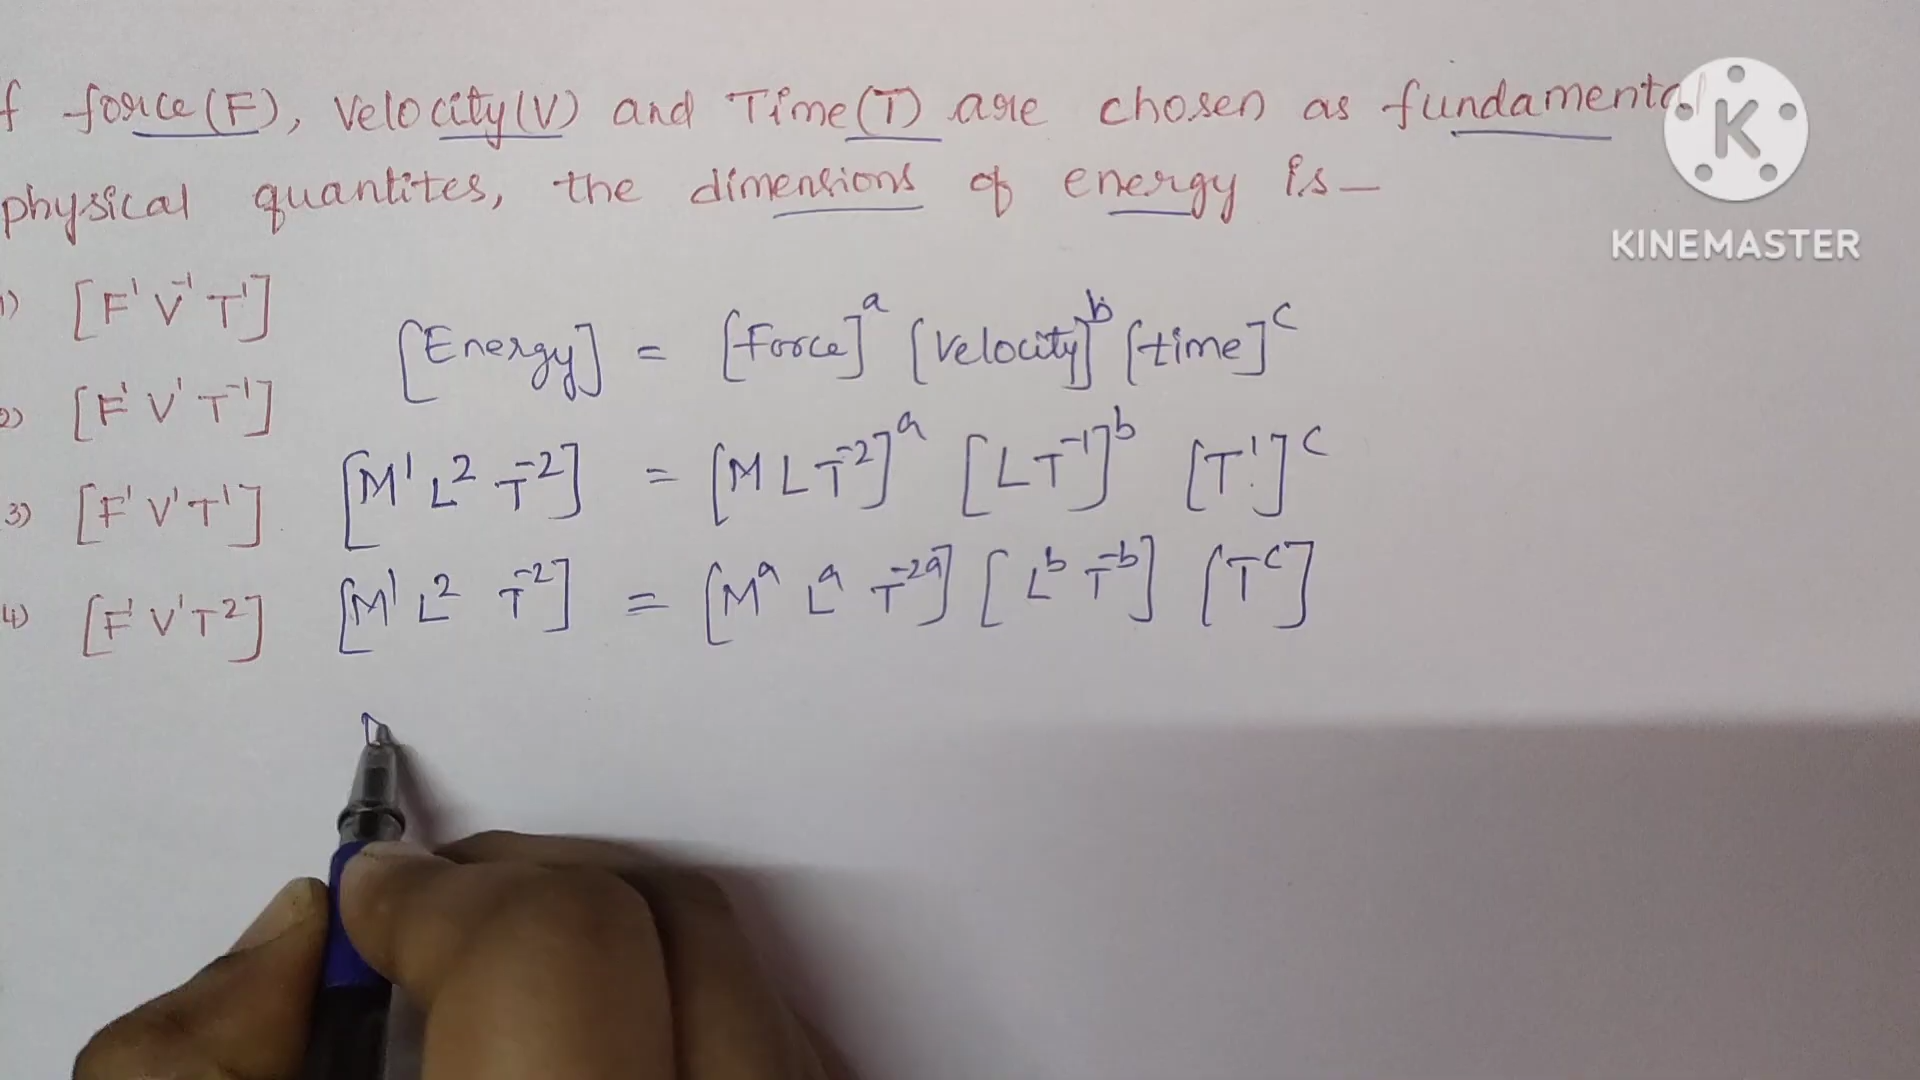 f force(F), Velocity(V) and Time(T) are chosen as fundamental
physical quantites, the dimensions of energy is—
1) [F¹ V⁻¹ T¹]
2) [F¹ V¹ T⁻¹]
3) [F¹ V¹ T¹]
4) [F¹ V¹ T²]
[Energy] = [Force]ᵃ [Velocity]ᵇ [time]ᶜ
[M¹ L² T⁻²] = [M L T⁻²]ᵃ [L T⁻¹]ᵇ [T¹]ᶜ
[M¹ L² T⁻²] = [Mᵃ Lᵃ T⁻²ᵃ] [Lᵇ T⁻ᵇ] [Tᶜ]
K
KINEMASTER